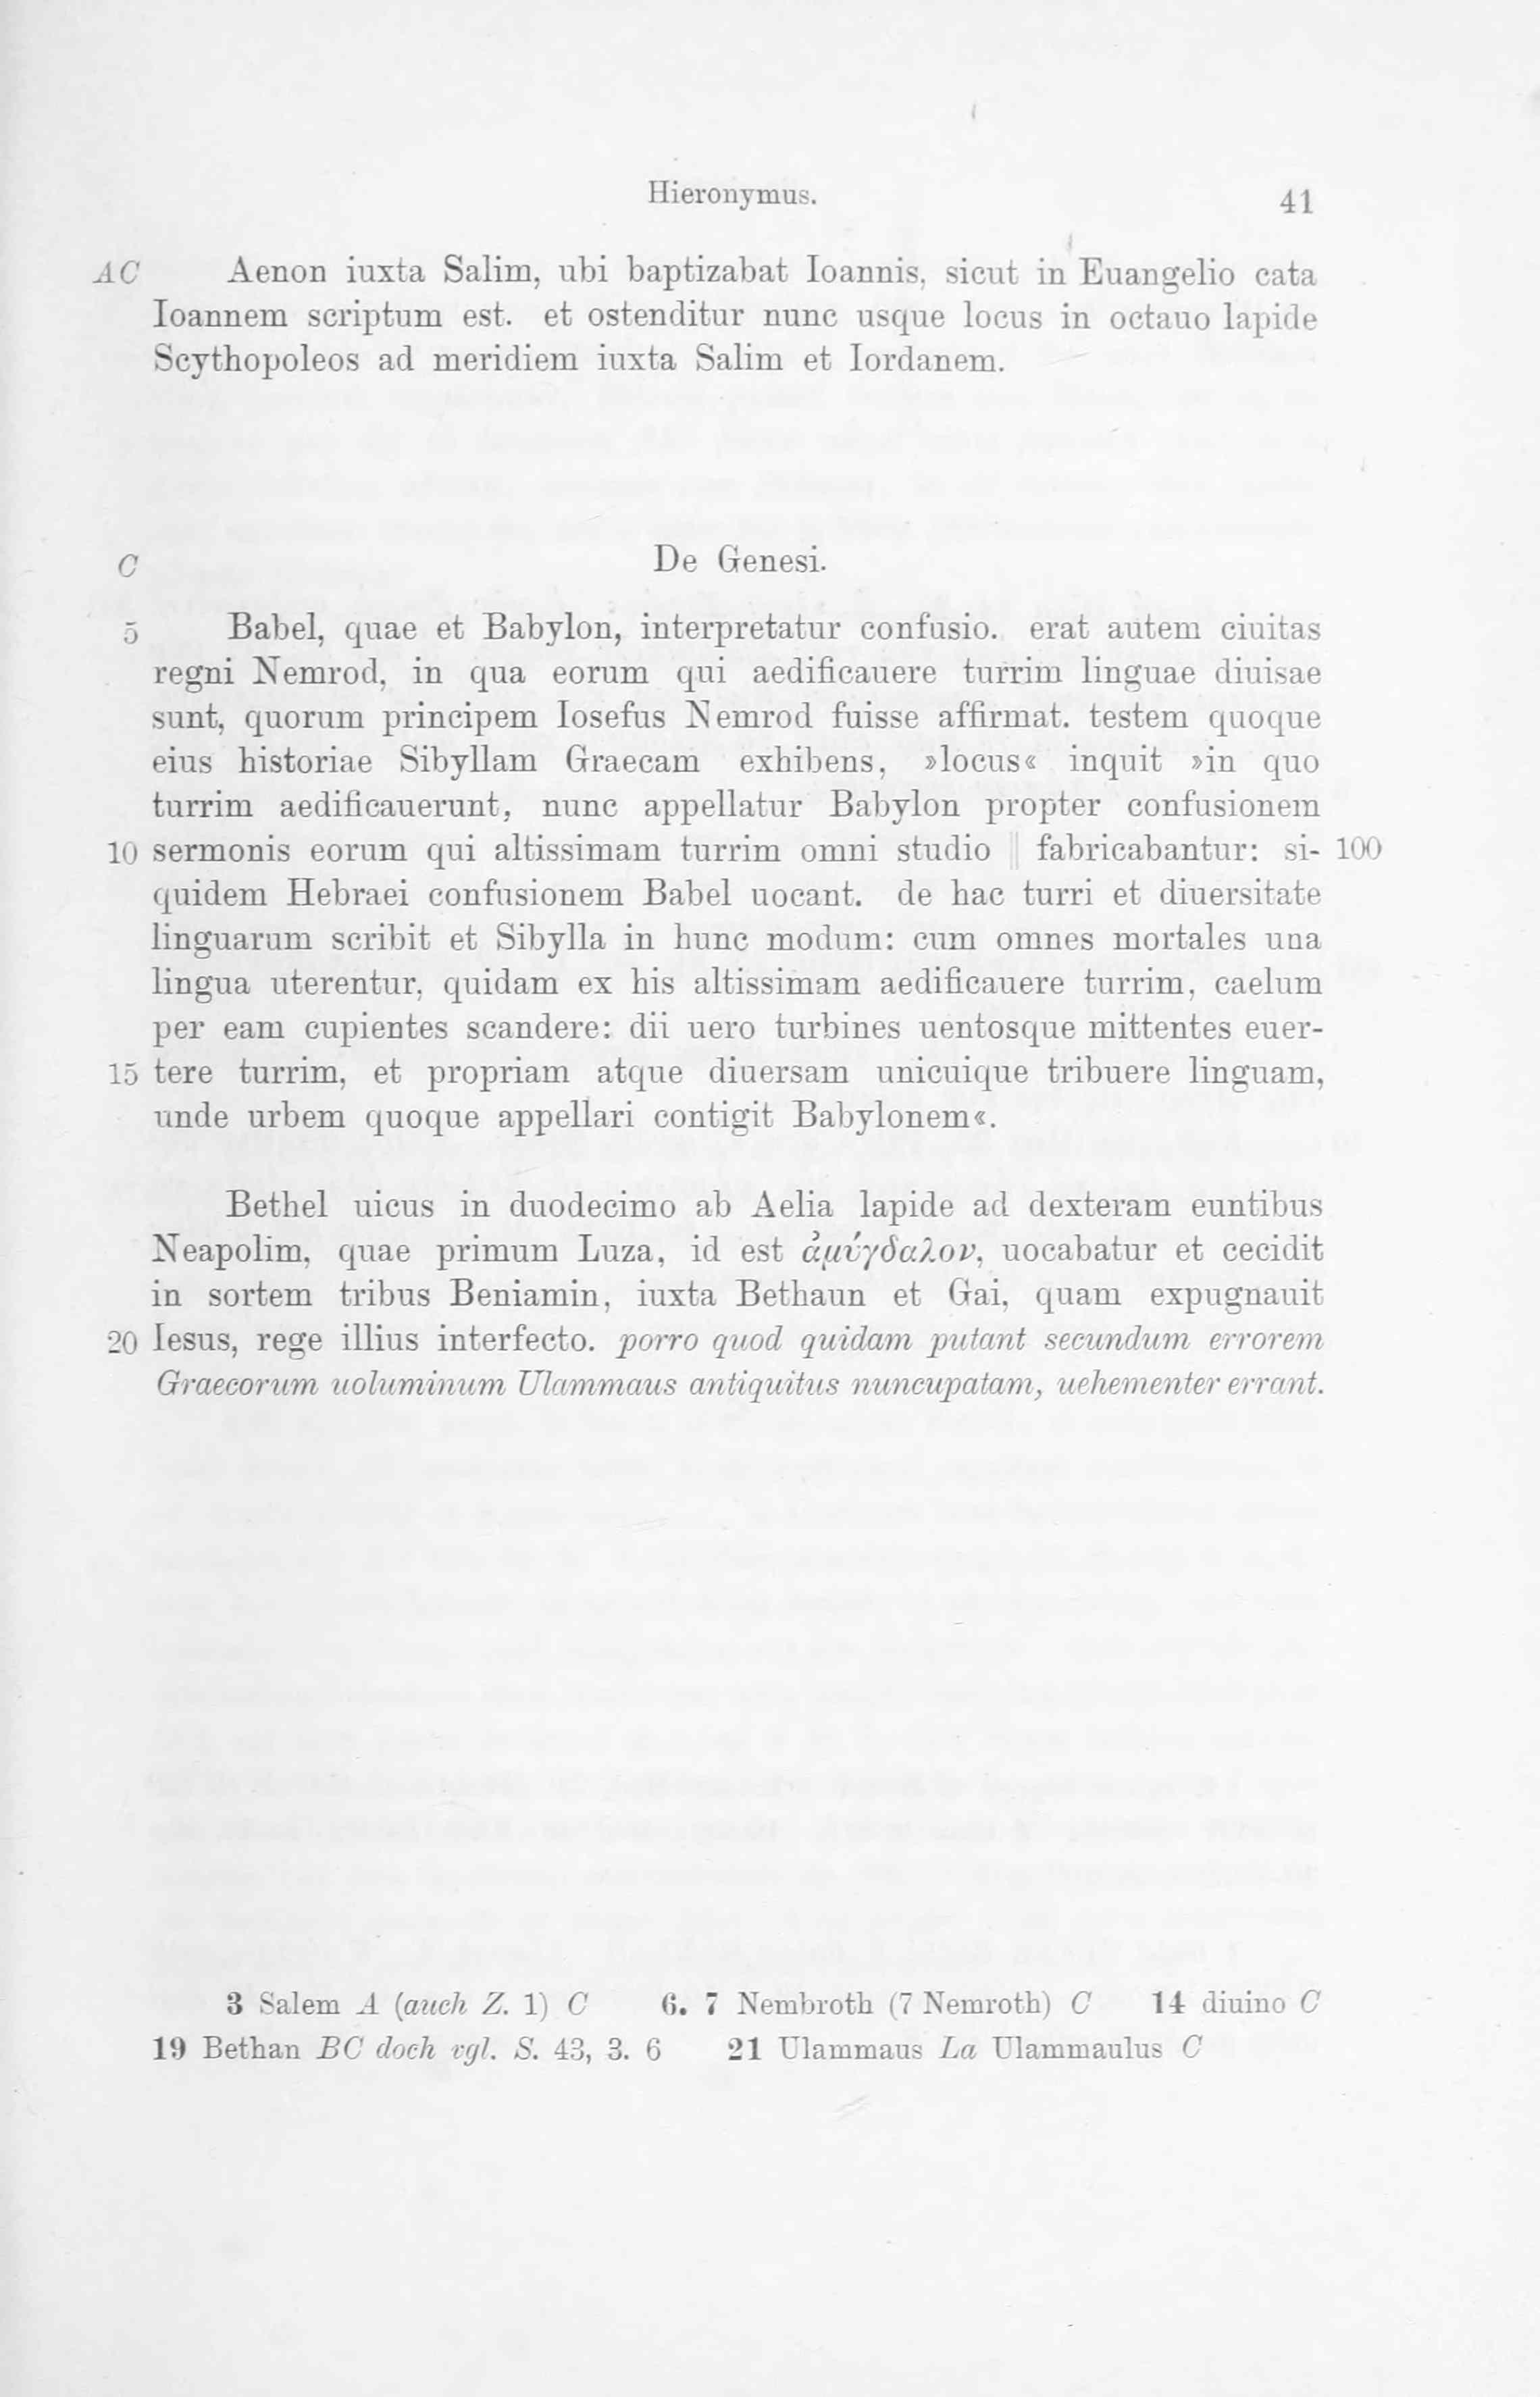 Hieronymus. 41
AC Aenon iuxta Salim, ubi baptizabat Ioannis, sicut in Euangelio cata
Ioannem scriptum est. et ostenditur nunc usque locus in octauo lapide
Scythopoleos ad meridiem iuxta Salim et Iordanem.
C De Genesi.
5 Babel, quae et Babylon, interpretatur confusio. erat autem ciuitas
regni Nemrod, in qua eorum qui aedificauere turrim linguae diuisae
sunt, quorum principem Iosefus Nemrod fuisse affirmat. testem quoque
eius historiae Sibyllam Graecam exhibens, »locus« inquit »in quo
turrim aedificauerunt, nunc appellatur Babylon propter confusionem
10 sermonis eorum qui altissimam turrim omni studio || fabricabantur: si- 100
quidem Hebraei confusionem Babel uocant. de hac turri et diuersitate
linguarum scribit et Sibylla in hunc modum: cum omnes mortales una
lingua uterentur, quidam ex his altissimam aedificauere turrim, caelum
per eam cupientes scandere: dii uero turbines uentosque mittentes euer-
15 tere turrim, et propriam atque diuersam unicuique tribuere linguam,
unde urbem quoque appellari contigit Babylonem«.
Bethel uicus in duodecimo ab Aelia lapide ad dexteram euntibus
Neapolim, quae primum Luza, id est ἀμύγδαλον, uocabatur et cecidit
in sortem tribus Beniamin, iuxta Bethaun et Gai, quam expugnauit
20 Iesus, rege illius interfecto. porro quod quidam putant secundum errorem
Graecorum uoluminum Ulammaus antiquitus nuncupatam, uehementer errant.
3 Salem A (auch Z. 1) C 6. 7 Nembroth (7 Nemroth) C 14 diuino C
19 Bethan BC doch vgl. S. 43, 3. 6 21 Ulammaus La Ulammaulus C